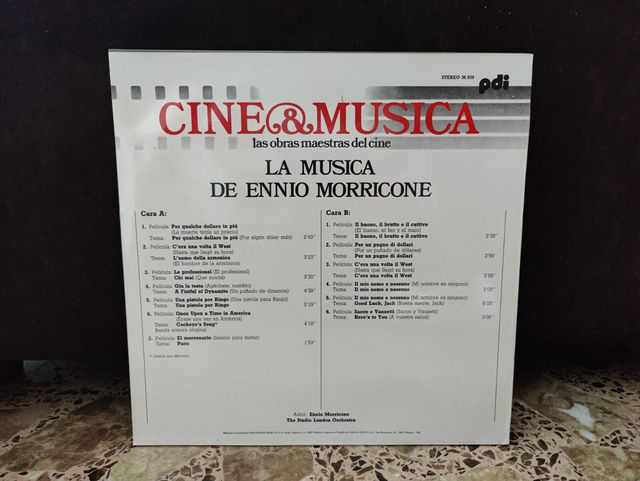 STEREO 30.039
pdi
CINE&MUSICA
las obras maestras del cine
LA MUSICA
DE ENNIO MORRICONE
Cara A:
1. Película: Per qualche dollaro in più
(La muerte tenía un precio)
Tema: Per qualche dollaro in più (Por algún dólar más) 2'43"
2. Película: C'era una volta il West
(Hasta que llegó su hora)
Tema: L'uomo della armonica 3'23"
(El hombre de la armónica)
3. Película: Le professional (El profesional)
Tema: Chi mai (Que nunca) 3'30"
4. Película: Giu la testa (Agáchate, maldito)
Tema: A Fistful of Dynamite (Un puñado de dinamita) 4'39"
5. Película: Una pistola per Ringo (Una pistola para Ringo)
Tema: Una pistola per Ringo 2'19"
6. Película: Once Upon a Time in America
(Érase una vez en América)
Tema: Cockeye's Song* 4'18"
Banda sonora original
7. Película: El mercenario (Salario para matar)
Tema: Paco 1'53"
* Cedido por Mercury
Cara B:
1. Película: Il buono, il brutto e il cattivo
(El bueno, el feo y el malo)
Tema: Il buono, il brutto e il cattivo 2'38"
2. Película: Per un pugno di dollari
(Por un puñado de dólares)
Tema: Per un pugno di dollari 2'56"
3. Película: C'era una volta il West
(Hasta que llegó su hora)
Tema: C'era una volta il West 2'59"
4. Película: Il mio nome e nessuno (Mi nombre es ninguno)
Tema: Il mio nome e nessuno 3'05"
5. Película: Il mio nome e nessuno (Mi nombre es ninguno)
Tema: Good Luck, Jack (Buena suerte, Jack) 5'05"
6. Película: Sacco e Vanzetti (Sacco y Vanzetti)
Tema: Here's to You (A vuestra salud) 3'05"
Autor: Ennio Morricone
The Studio London Orchestra